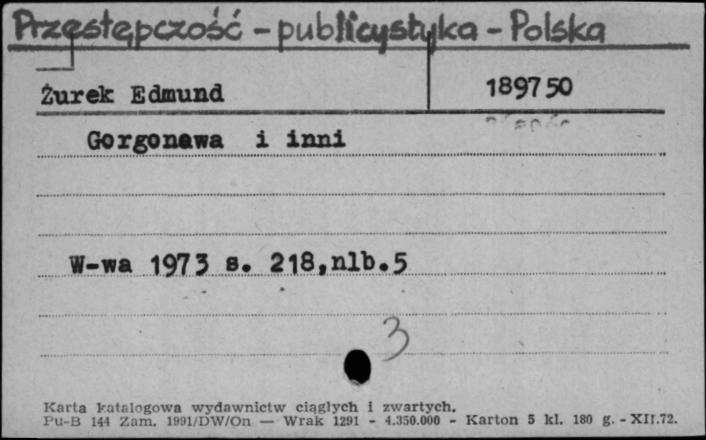 Przestępczość - publicystyka - Polska
Żurek Edmund 189750
Gorgonowa i inni
W-wa 1973 s. 218,nlb.5
3
Karta katalogowa wydawnictw ciągłych i zwartych.
Pu-B 144 Zam. 1991/DW/On — Wrak 1291 - 4.350.000 - Karton 5 kl. 180 g. - XII.72.